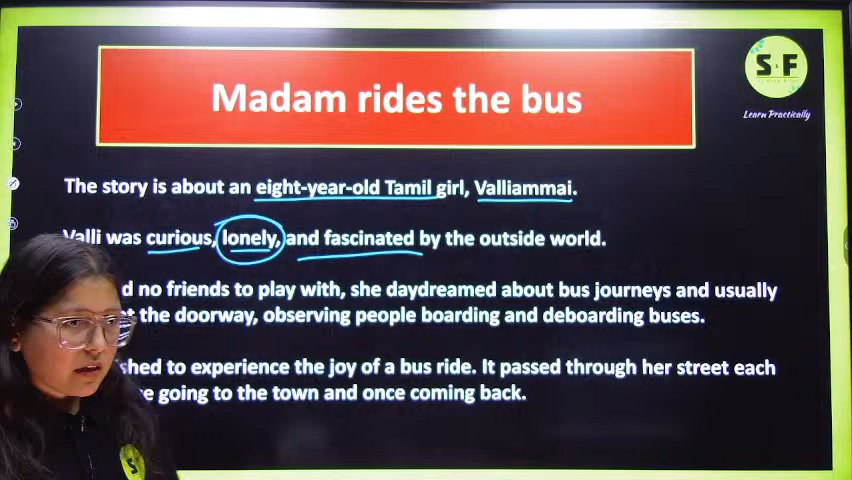 Madam rides the bus
S&F
Learn Practically
The story is about an eight-year-old Tamil girl, Valliammai.
Valli was curious, lonely, and fascinated by the outside world.
no friends to play with, she daydreamed about bus journeys and usually
the doorway, observing people boarding and deboarding buses.
to experience the joy of a bus ride. It passed through her street each
going to the town and once coming back.